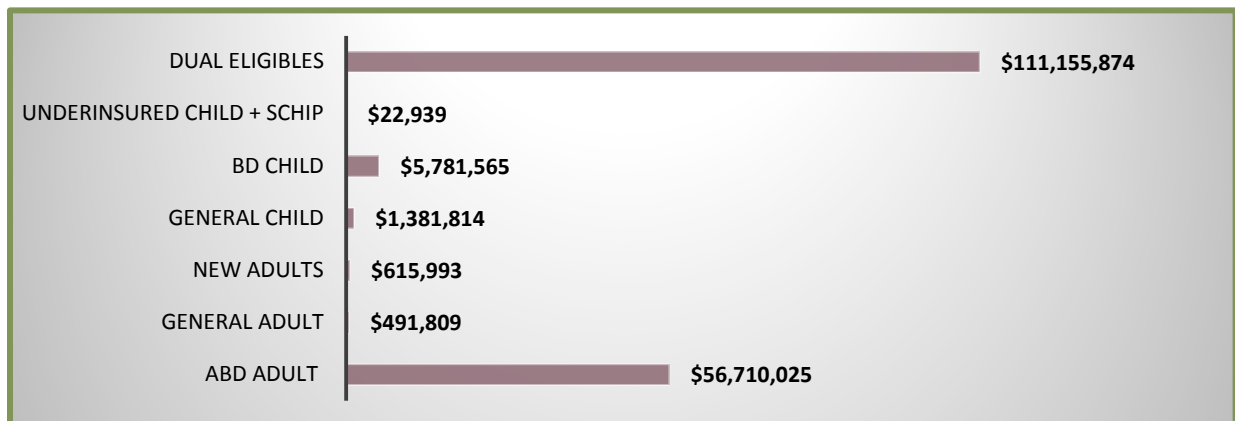 DUAL ELIGIBLES $111,155,874
UNDERINSURED CHILD + SCHIP $22,939
BD CHILD $5,781,565
GENERAL CHILD $1,381,814
NEW ADULTS $615,993
GENERAL ADULT $491,809
ABD ADULT $56,710,025